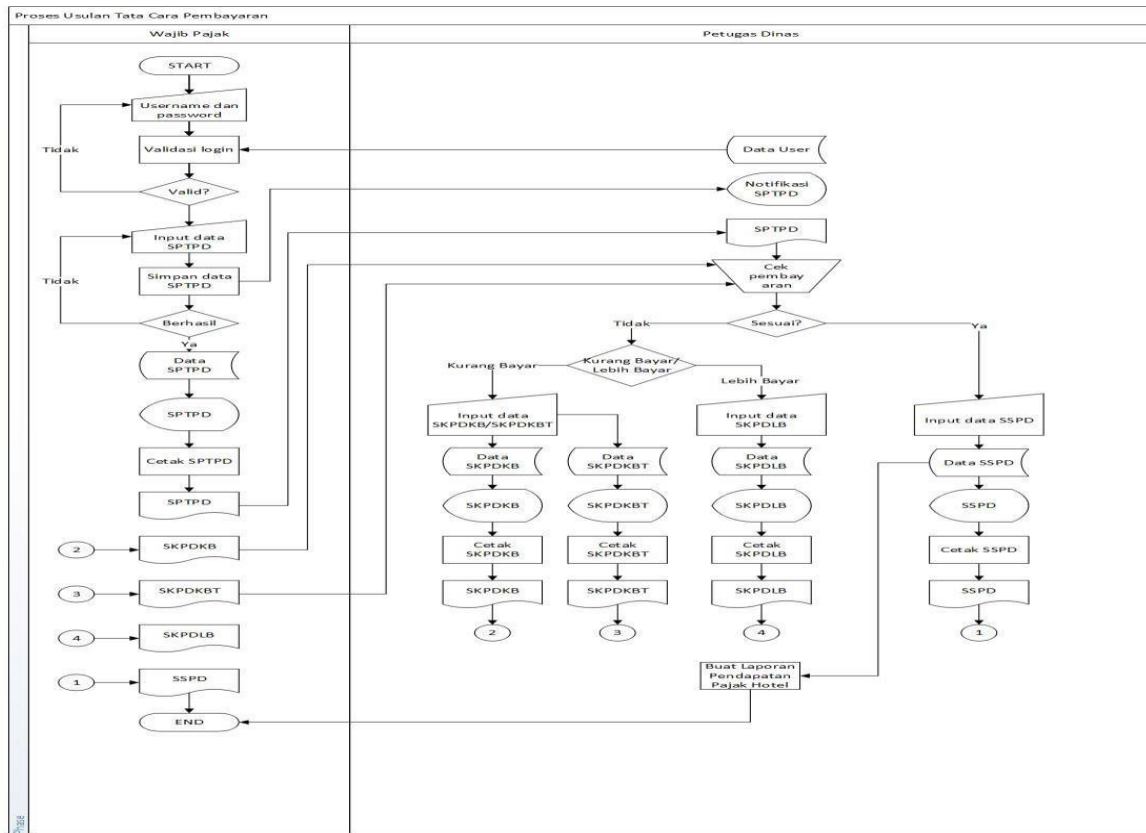 Proses Usulan Tata Cara Pembayaran
Wajib Pajak
Petugas Dinas
START
Username dan
password
Tidak
Validasi login
Data User
Valid?
Notifikasi
SPTPD
Input data
SPTPD
SPTPD
Tidak
Simpan data
SPTPD
Cek
pembay
aran
Berhasil
Ya
Tidak
Sesuai?
Ya
Data
SPTPD
Kurang Bayar
Kurang Bayar/
Lebih Bayar
Lebih Bayar
SPTPD
Input data
SKPDKB/SKPDKBT
Input data
SKPDLB
Input data SSPD
Cetak SPTPD
Data
SKPDKB
Data
SKPDKBT
Data
SKPDLB
Data SSPD
SPTPD
SKPDKB
SKPDKBT
SKPDLB
SSPD
2
SKPDKB
Cetak
SKPDKB
Cetak
SKPDKBT
Cetak
SKPDLB
Cetak SSPD
3
SKPDKBT
SKPDKB
SKPDKBT
SKPDLB
SSPD
4
SKPDLB
2
3
4
1
1
SSPD
Buat Laporan
Pendapatan
Pajak Hotel
END
Phase